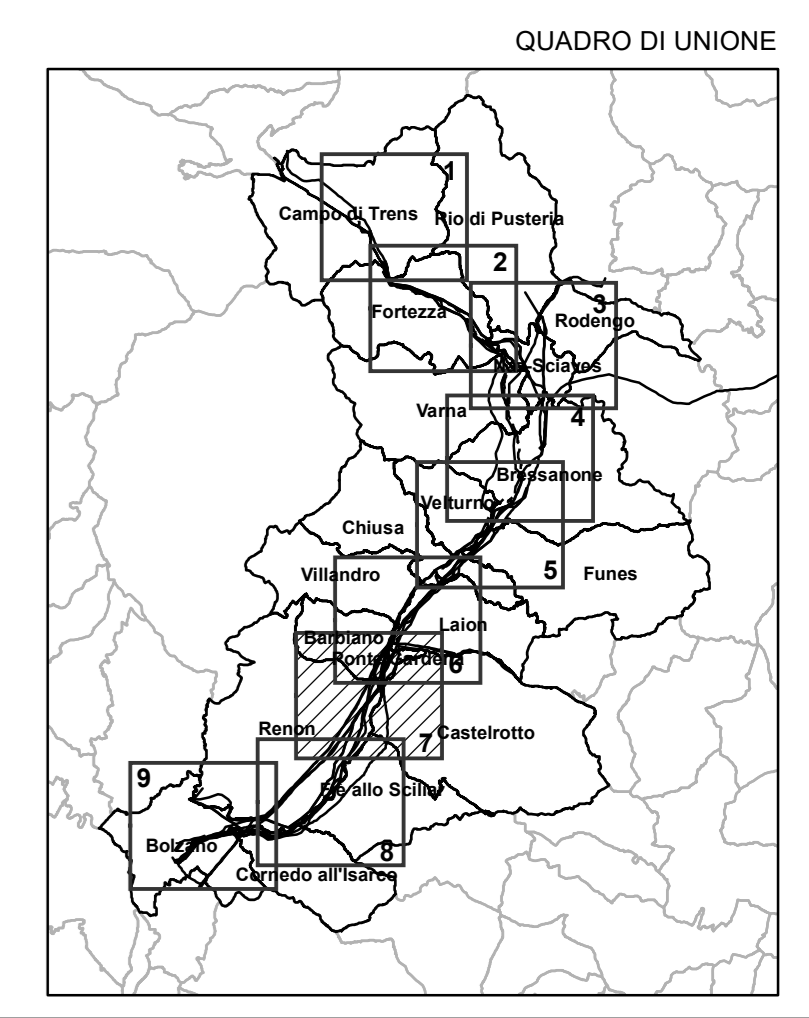 QUADRO DI UNIONE
1
Campo di Trens
Rio di Pusteria
2
3
Fortezza
Rodengo
Naz-Sciaves
Varna
4
Bressanone
Velturno
Chiusa
5
Villandro
Funes
Laion
Barbiano
Ponte Gardena
6
Renon
7
Castelrotto
9
Fiè allo Sciliar
Bolzano
8
Cornedo all'Isarco